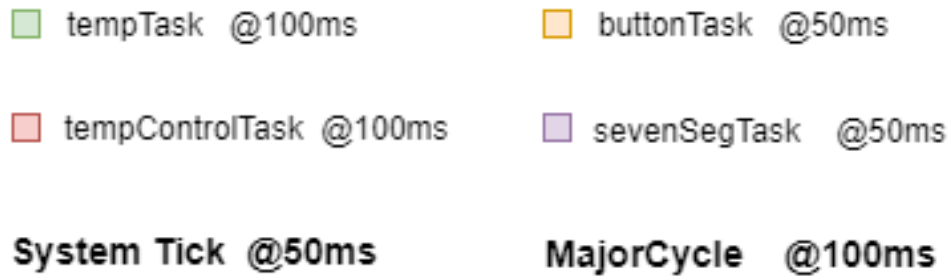 tempTask @100ms buttonTask @50ms
tempControlTask @100ms sevenSegTask @50ms
System Tick @50ms MajorCycle @100ms